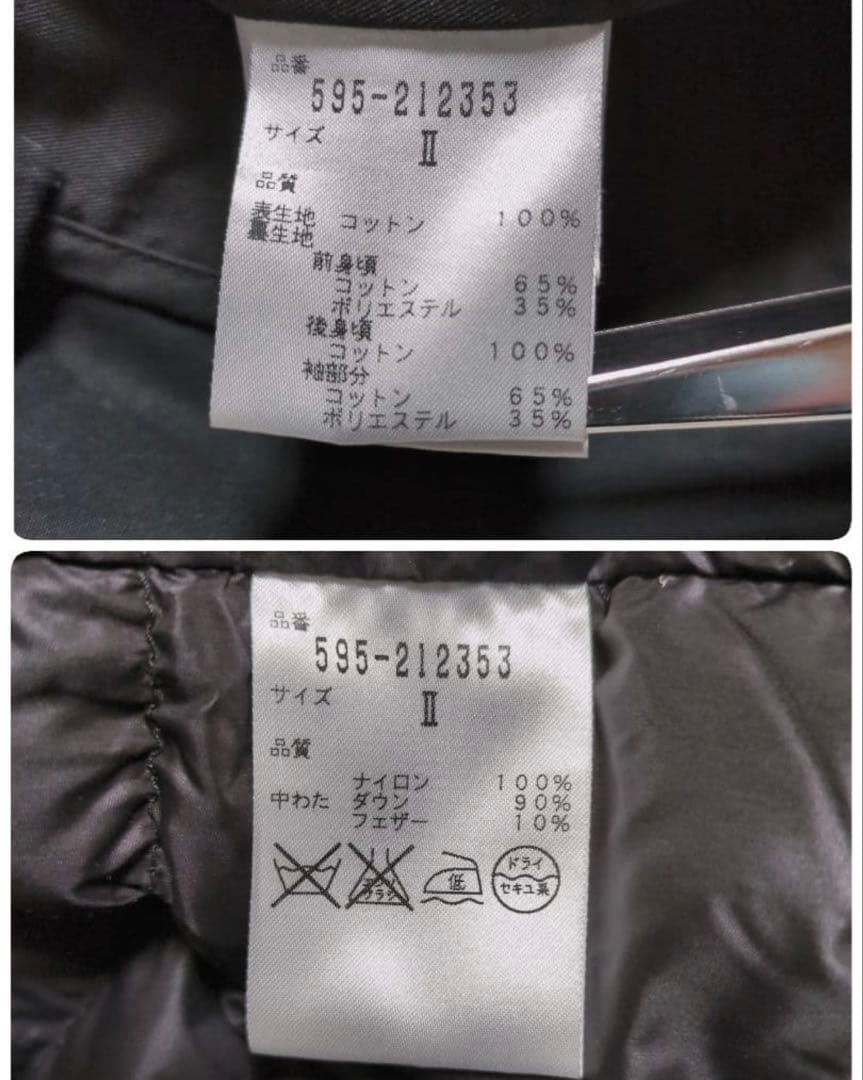 品番
595-212353
サイズ
Ⅱ
品質
表生地 コットン 100%
裏生地
前身頃
コットン 65%
ポリエステル 35%
後身頃
コットン 100%
袖部分
コットン 65%
ポリエステル 35%
品番
595-212353
サイズ
Ⅱ
品質
ナイロン 100%
中わた ダウン 90%
フェザー 10%
低
ドライ
セキユ系